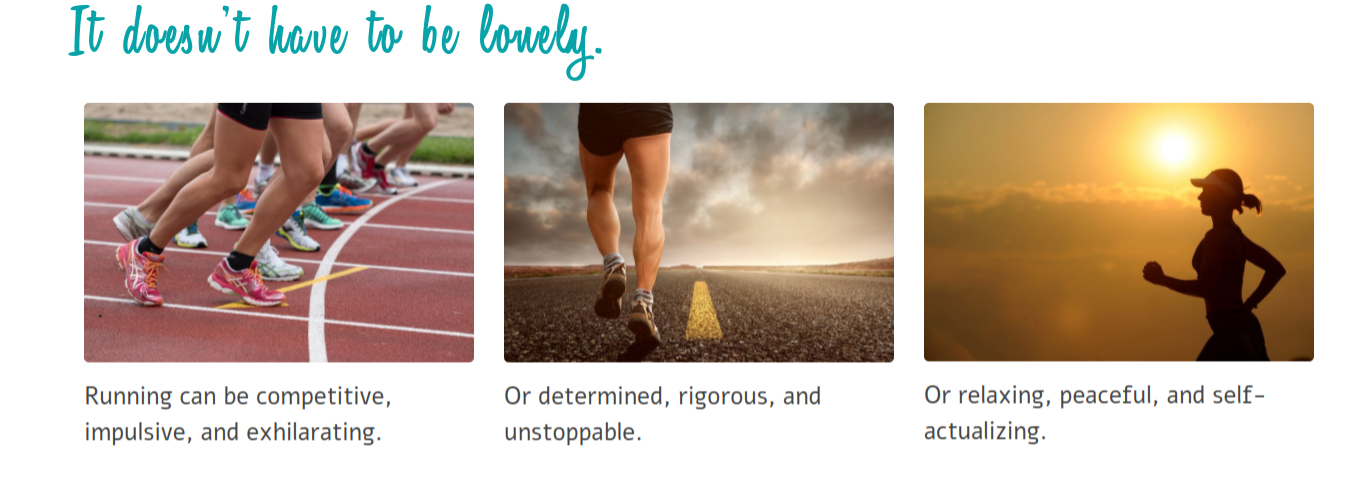 It doesn't have to be lonely.
Running can be competitive,
impulsive, and exhilarating.
Or determined, rigorous, and
unstoppable.
Or relaxing, peaceful, and self-
actualizing.